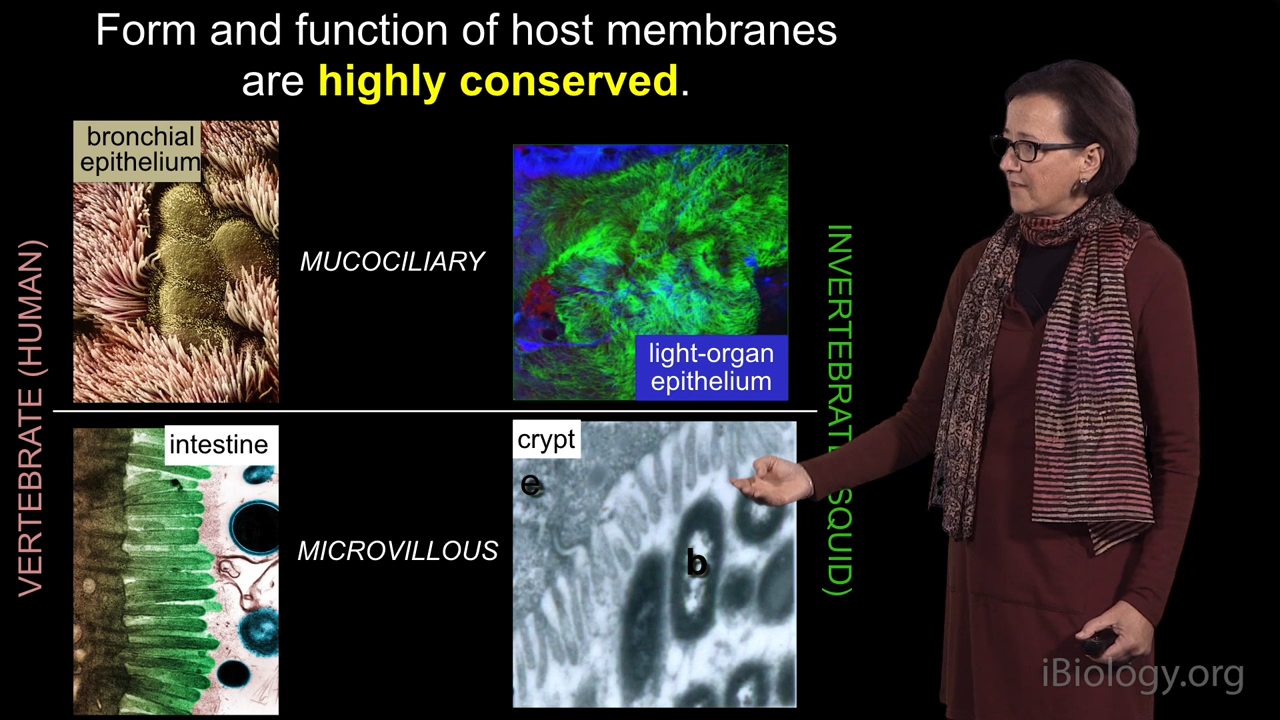 Form and function of host membranes
are highly conserved.
VERTEBRATE (HUMAN)
bronchial
epithelium
MUCOCILIARY
light-organ
epithelium
intestine
MICROVILLOUS
crypt
e
b
SQUID)
iBiology.org